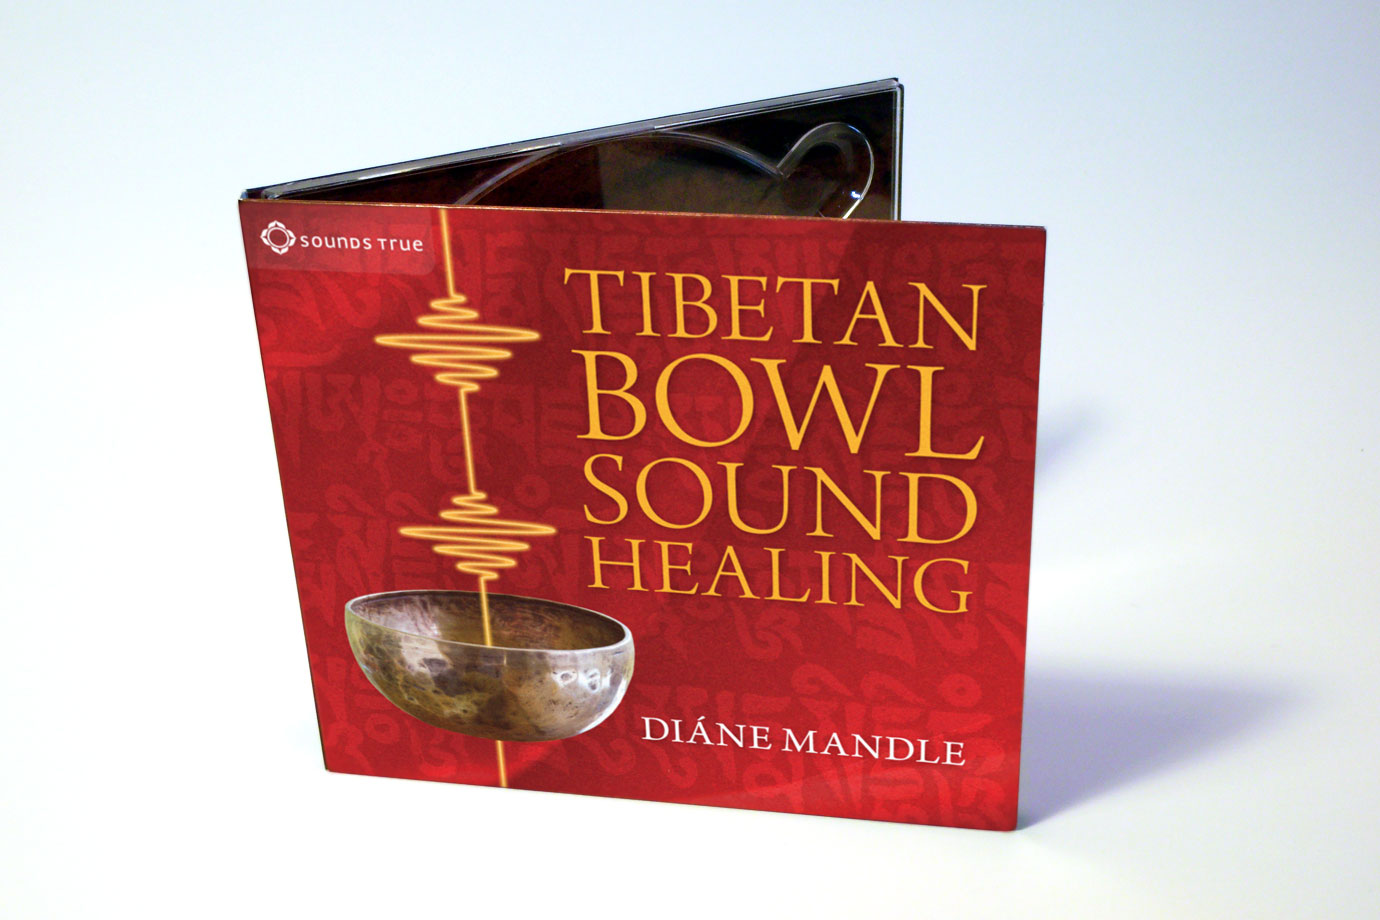 SOUNDS TRUE
TIBETAN
BOWL
SOUND
HEALING
DIÁNE MANDLE